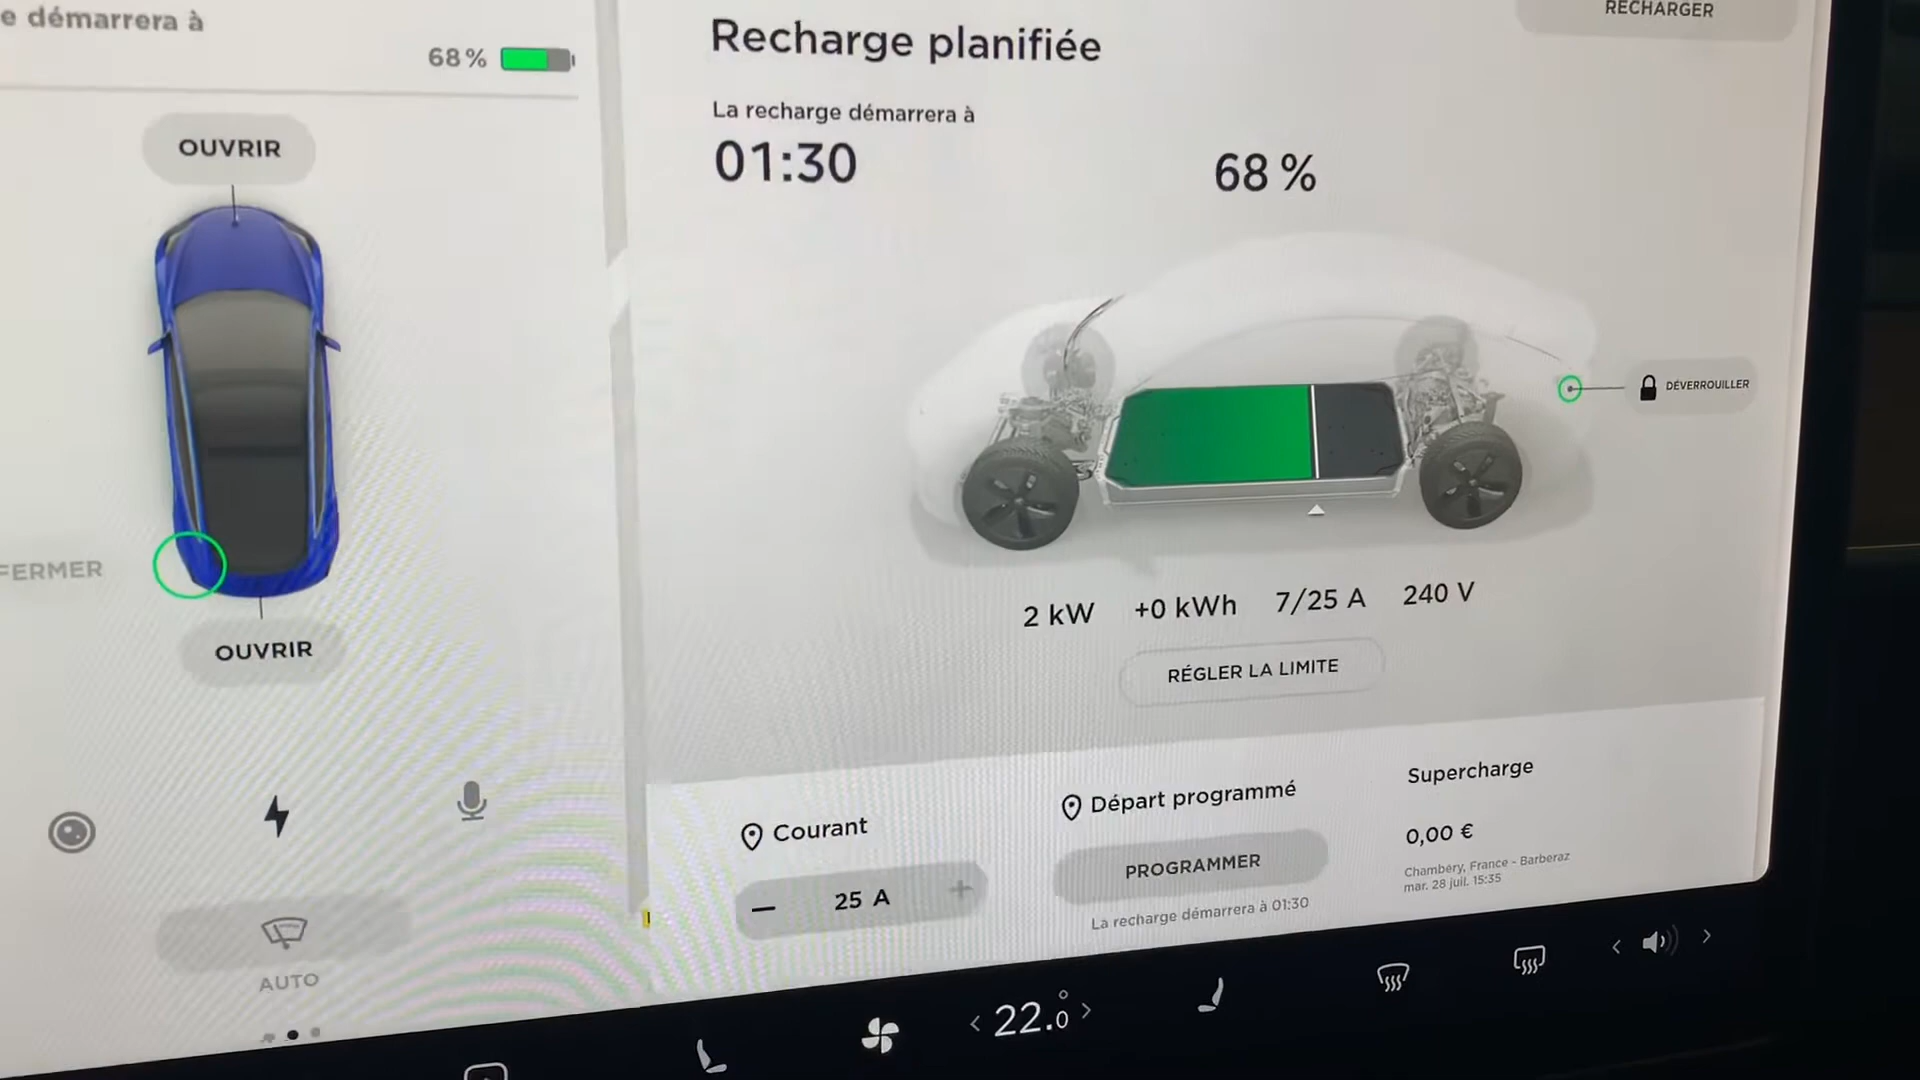 e démarrera à
68 %
OUVRIR
FERMER
OUVRIR
AUTO
RECHARGER
Recharge planifiée
La recharge démarrera à
01:30
68 %
DÉVERROUILLER
2 kW +0 kWh 7/25 A 240 V
RÉGLER LA LIMITE
Courant
− 25 A +
Départ programmé
PROGRAMMER
La recharge démarrera à 01:30
Supercharge
0,00 €
Chambéry, France - Barberaz
mar. 28 juil. 15:35
< 22.0° >